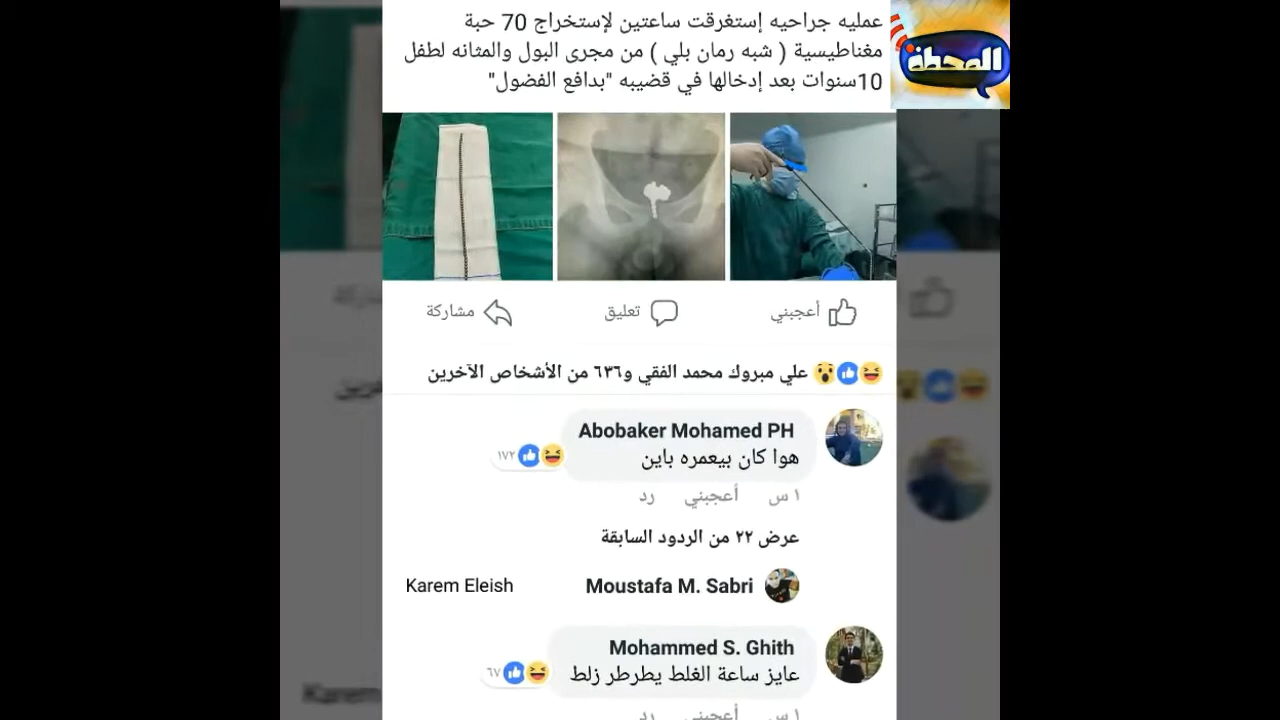 عمليه جراحيه إستغرقت ساعتين لإستخراج 70 حبة
مغناطيسية ( شبه رمان بلي ) من مجرى البول والمثانه لطفل
10سنوات بعد إدخالها في قضيبه "بدافع الفضول"
المحطة
أعجبني
تعليق
مشاركة
علي مبروك محمد الفقي و٦٣٦ من الأشخاص الآخرين
Abobaker Mohamed PH
هوا كان بيعمره باين
١٧٢
١ س أعجبني رد
عرض ٢٢ من الردود السابقة
Moustafa M. Sabri Karem Eleish
Mohammed S. Ghith
عايز ساعة الغلط يطرطر زلط
٦٧
١ س أعجبني رد